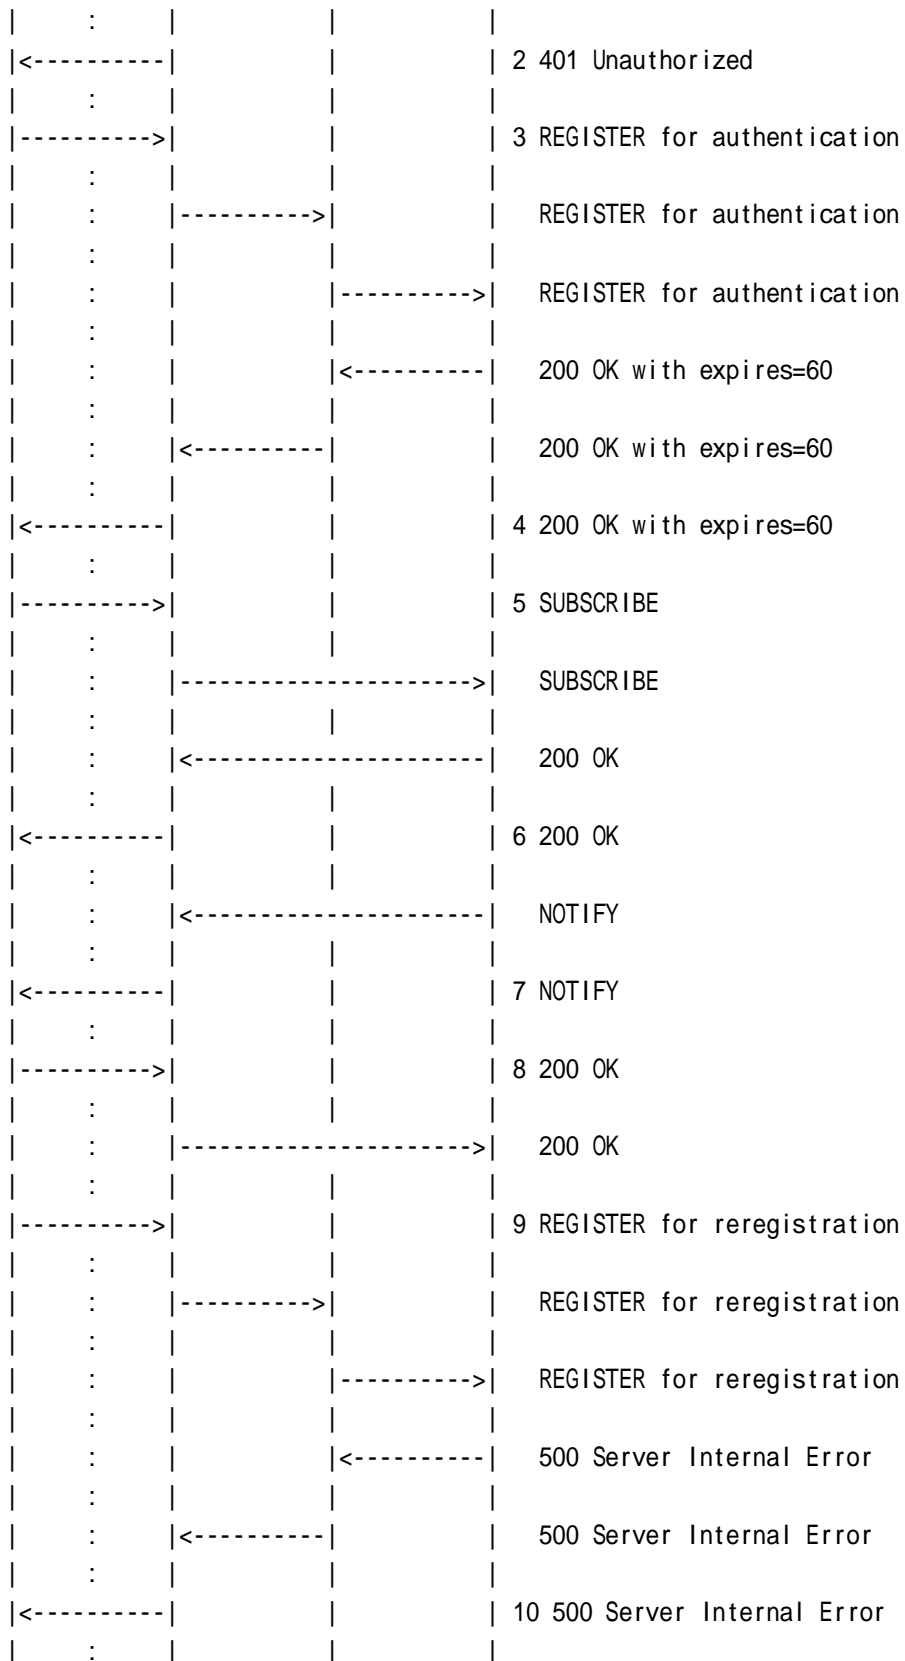 |     :     |          |          |
|<----------|          |          | 2 401 Unauthorized
|     :     |          |          |
|---------->|          |          | 3 REGISTER for authentication
|     :     |          |          |
|     :     |---------->|          |   REGISTER for authentication
|     :     |          |          |
|     :     |          |---------->|   REGISTER for authentication
|     :     |          |          |
|     :     |          |<----------|   200 OK with expires=60
|     :     |          |          |
|     :     |<----------|          |   200 OK with expires=60
|     :     |          |          |
|<----------|          |          | 4 200 OK with expires=60
|     :     |          |          |
|---------->|          |          | 5 SUBSCRIBE
|     :     |          |          |
|     :     |---------------------->|   SUBSCRIBE
|     :     |          |          |
|     :     |<----------------------|   200 OK
|     :     |          |          |
|<----------|          |          | 6 200 OK
|     :     |          |          |
|     :     |<----------------------|   NOTIFY
|     :     |          |          |
|<----------|          |          | 7 NOTIFY
|     :     |          |          |
|---------->|          |          | 8 200 OK
|     :     |          |          |
|     :     |---------------------->|   200 OK
|     :     |          |          |
|---------->|          |          | 9 REGISTER for reregistration
|     :     |          |          |
|     :     |---------->|          |   REGISTER for reregistration
|     :     |          |          |
|     :     |          |---------->|   REGISTER for reregistration
|     :     |          |          |
|     :     |          |<----------|   500 Server Internal Error
|     :     |          |          |
|     :     |<----------|          |   500 Server Internal Error
|     :     |          |          |
|<----------|          |          | 10 500 Server Internal Error
|     :     |          |          |